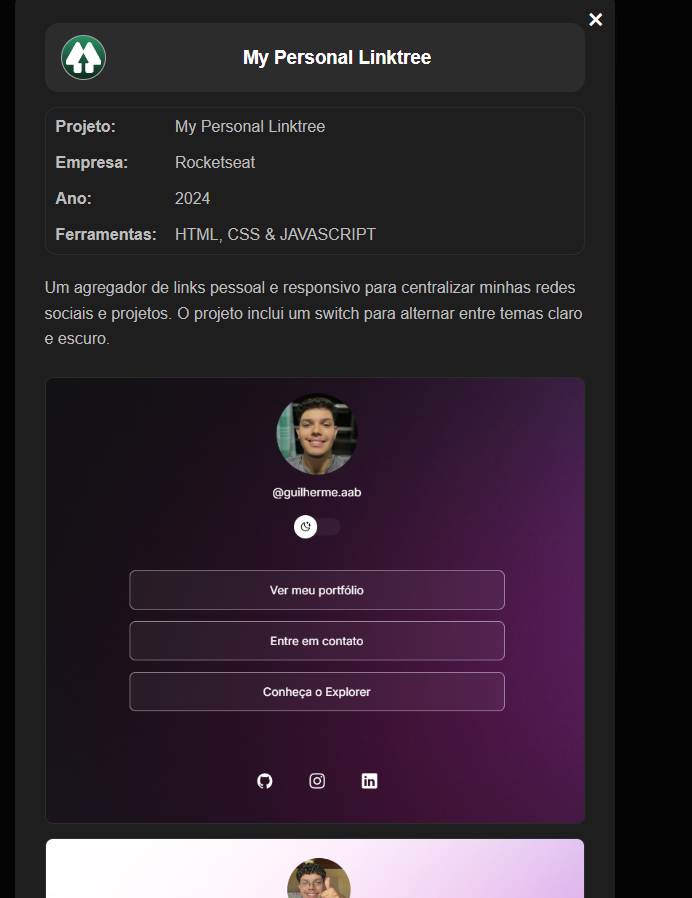 My Personal Linktree
Projeto: My Personal Linktree
Empresa: Rocketseat
Ano: 2024
Ferramentas: HTML, CSS & JAVASCRIPT
Um agregador de links pessoal e responsivo para centralizar minhas redes
sociais e projetos. O projeto inclui um switch para alternar entre temas claro
e escuro.
@guilherme.aab
Ver meu portfólio
Entre em contato
Conheça o Explorer